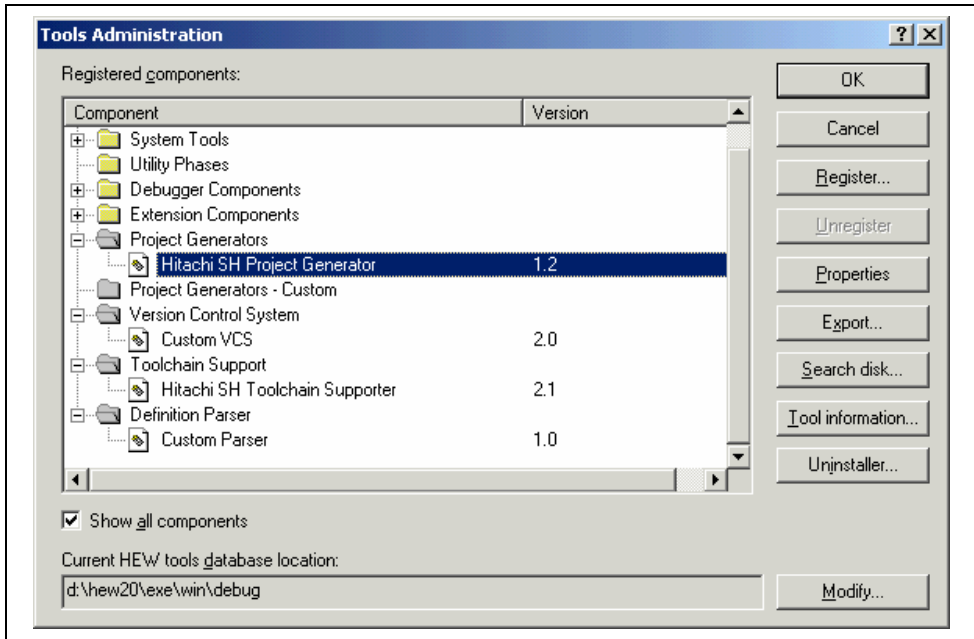 Tools Administration
Registered components:
OK
Component Version
Cancel
System Tools
Utility Phases
Register...
Debugger Components
Extension Components
Unregister
Project Generators
Hitachi SH Project Generator 1.2
Properties
Project Generators - Custom
Version Control System
Export...
Custom VCS 2.0
Toolchain Support
Search disk...
Hitachi SH Toolchain Supporter 2.1
Definition Parser
Tool information...
Custom Parser 1.0
Uninstaller...
Show all components
Current HEW tools database location:
d:\hew20\exe\win\debug
Modify...